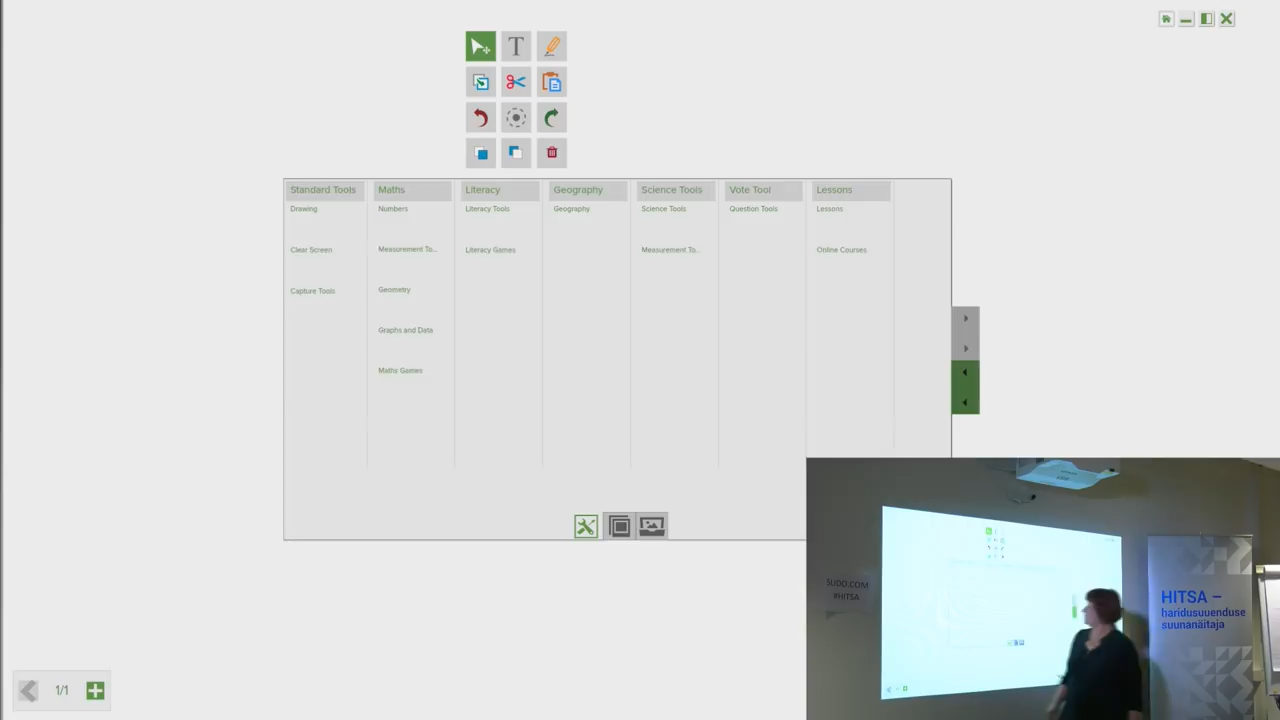 T
Standard Tools
Drawing
Clear Screen
Capture Tools
Maths
Numbers
Measurement To...
Geometry
Graphs and Data
Maths Games
Literacy
Literacy Tools
Literacy Games
Geography
Geography
Science Tools
Science Tools
Measurement To...
Vote Tool
Question Tools
Lessons
Lessons
Online Courses
1/1
SLIDO.COM
#HITSA
HITSA –
haridusuuenduse
suunanäitaja